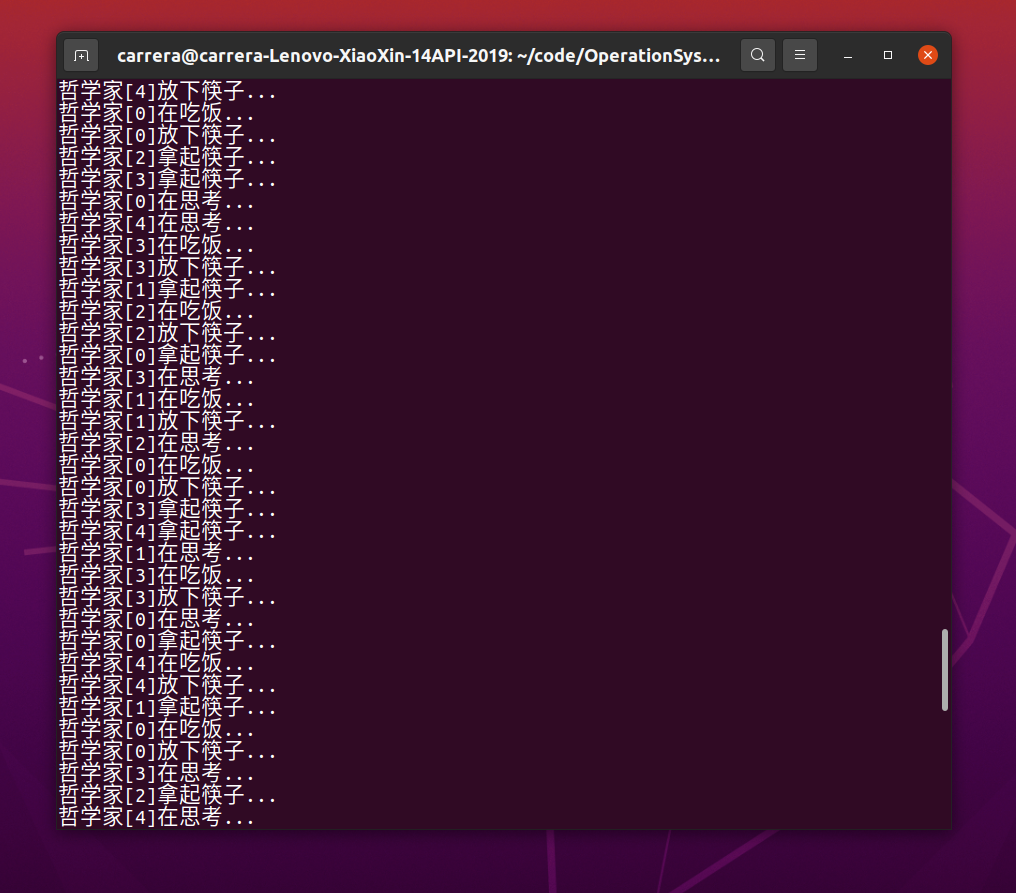 carrera@carrera-Lenovo-XiaoXin-14API-2019: ~/code/OperationSys...
哲学家[4]放下筷子...
哲学家[0]在吃饭...
哲学家[0]放下筷子...
哲学家[2]拿起筷子...
哲学家[3]拿起筷子...
哲学家[0]在思考...
哲学家[4]在思考...
哲学家[3]在吃饭...
哲学家[3]放下筷子...
哲学家[1]拿起筷子...
哲学家[2]在吃饭...
哲学家[2]放下筷子...
哲学家[0]拿起筷子...
哲学家[3]在思考...
哲学家[1]在吃饭...
哲学家[1]放下筷子...
哲学家[2]在思考...
哲学家[0]在吃饭...
哲学家[0]放下筷子...
哲学家[3]拿起筷子...
哲学家[4]拿起筷子...
哲学家[1]在思考...
哲学家[3]在吃饭...
哲学家[3]放下筷子...
哲学家[0]在思考...
哲学家[0]拿起筷子...
哲学家[4]在吃饭...
哲学家[4]放下筷子...
哲学家[1]拿起筷子...
哲学家[0]在吃饭...
哲学家[0]放下筷子...
哲学家[3]在思考...
哲学家[2]拿起筷子...
哲学家[4]在思考...